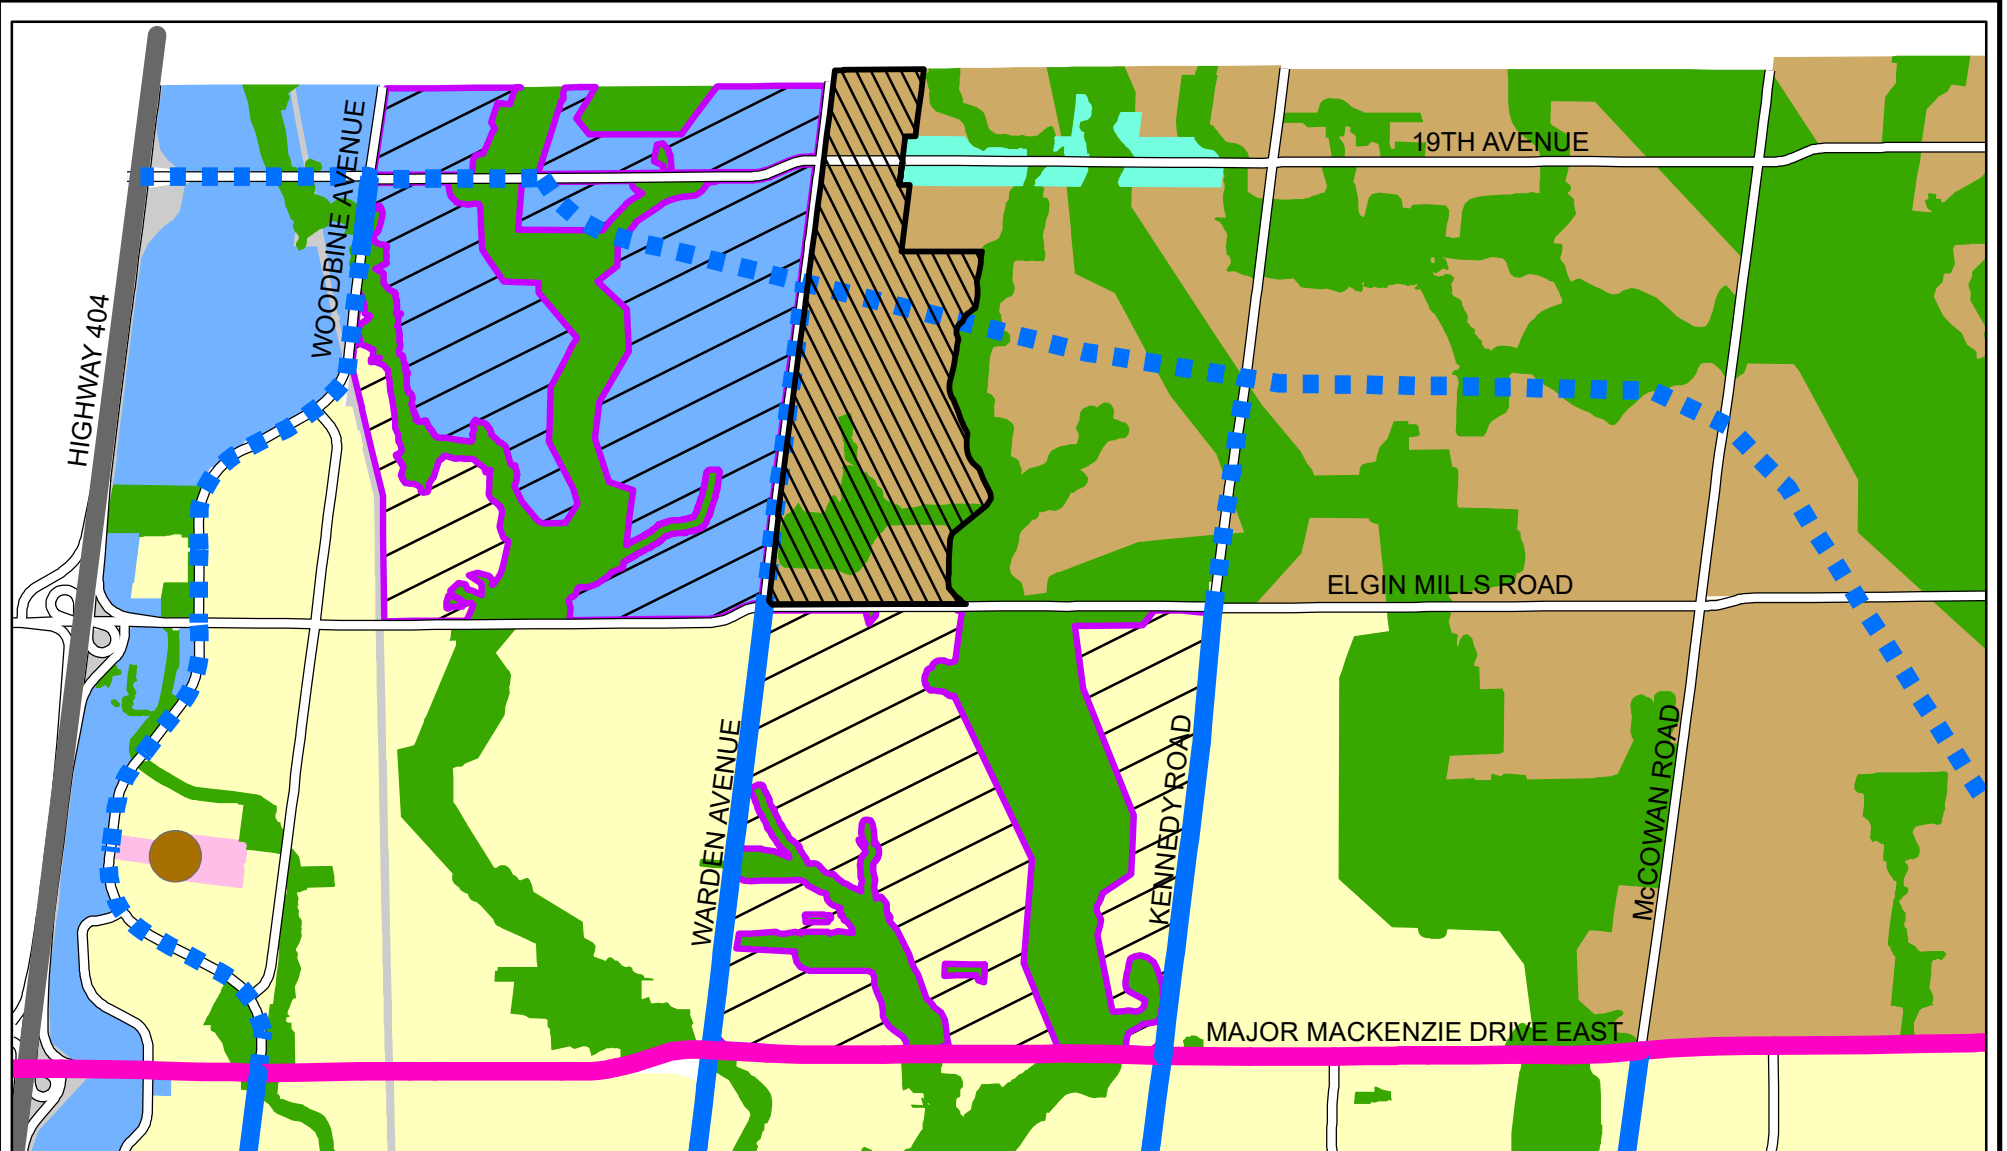 19TH AVENUE
WOODBINE AVENUE
HIGHWAY 404
ELGIN MILLS ROAD
WARDEN AVENUE
KENNEDY ROAD
McCOWAN ROAD
MAJOR MACKENZIE DRIVE EAST